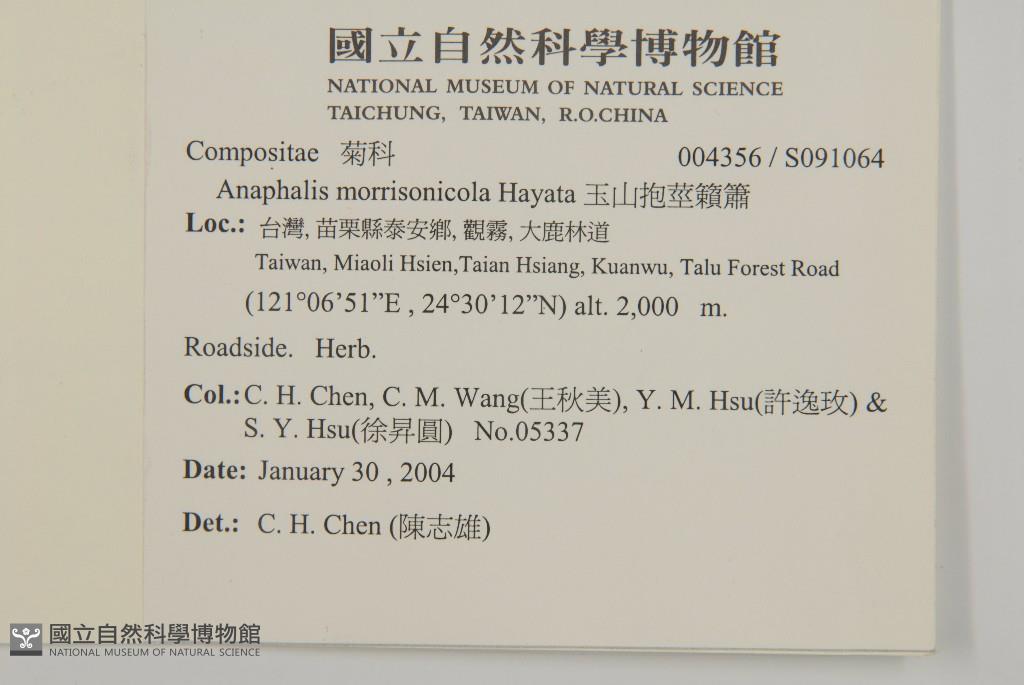 國立自然科學博物館
NATIONAL MUSEUM OF NATURAL SCIENCE
TAICHUNG, TAIWAN, R.O.CHINA
Compositae 菊科 004356 / S091064
Anaphalis morrisonicola Hayata 玉山抱莖籟簫
Loc.: 台灣, 苗栗縣泰安鄉, 觀霧, 大鹿林道
Taiwan, Miaoli Hsien,Taian Hsiang, Kuanwu, Talu Forest Road
(121°06’51”E , 24°30’12”N) alt. 2,000 m.
Roadside. Herb.
Col.: C. H. Chen, C. M. Wang(王秋美), Y. M. Hsu(許逸玫) &
S. Y. Hsu(徐昇圓) No.05337
Date: January 30 , 2004
Det.: C. H. Chen (陳志雄)
國立自然科學博物館
NATIONAL MUSEUM OF NATURAL SCIENCE